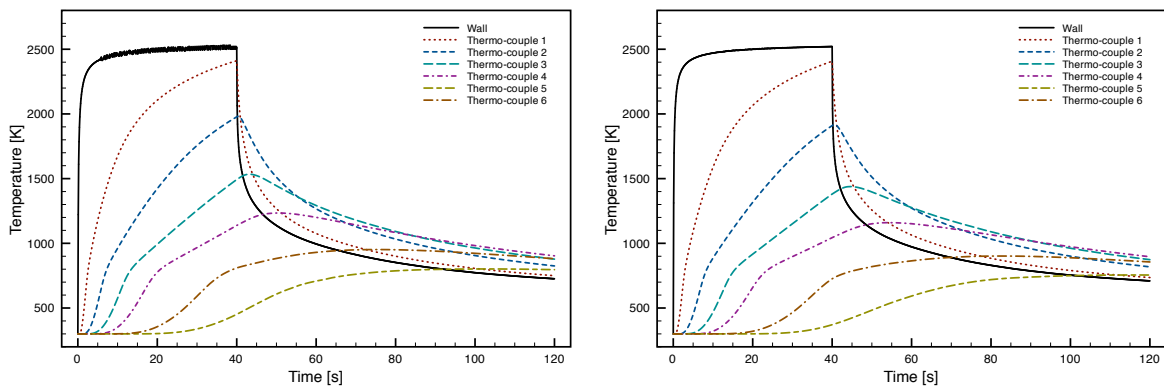 Wall
Thermo-couple 1
Thermo-couple 2
Thermo-couple 3
Thermo-couple 4
Thermo-couple 5
Thermo-couple 6
2500
2000
1500
1000
500
Temperature [K]
0 20 40 60 80 100 120
Time [s]
Wall
Thermo-couple 1
Thermo-couple 2
Thermo-couple 3
Thermo-couple 4
Thermo-couple 5
Thermo-couple 6
2500
2000
1500
1000
500
Temperature [K]
0 20 40 60 80 100 120
Time [s]